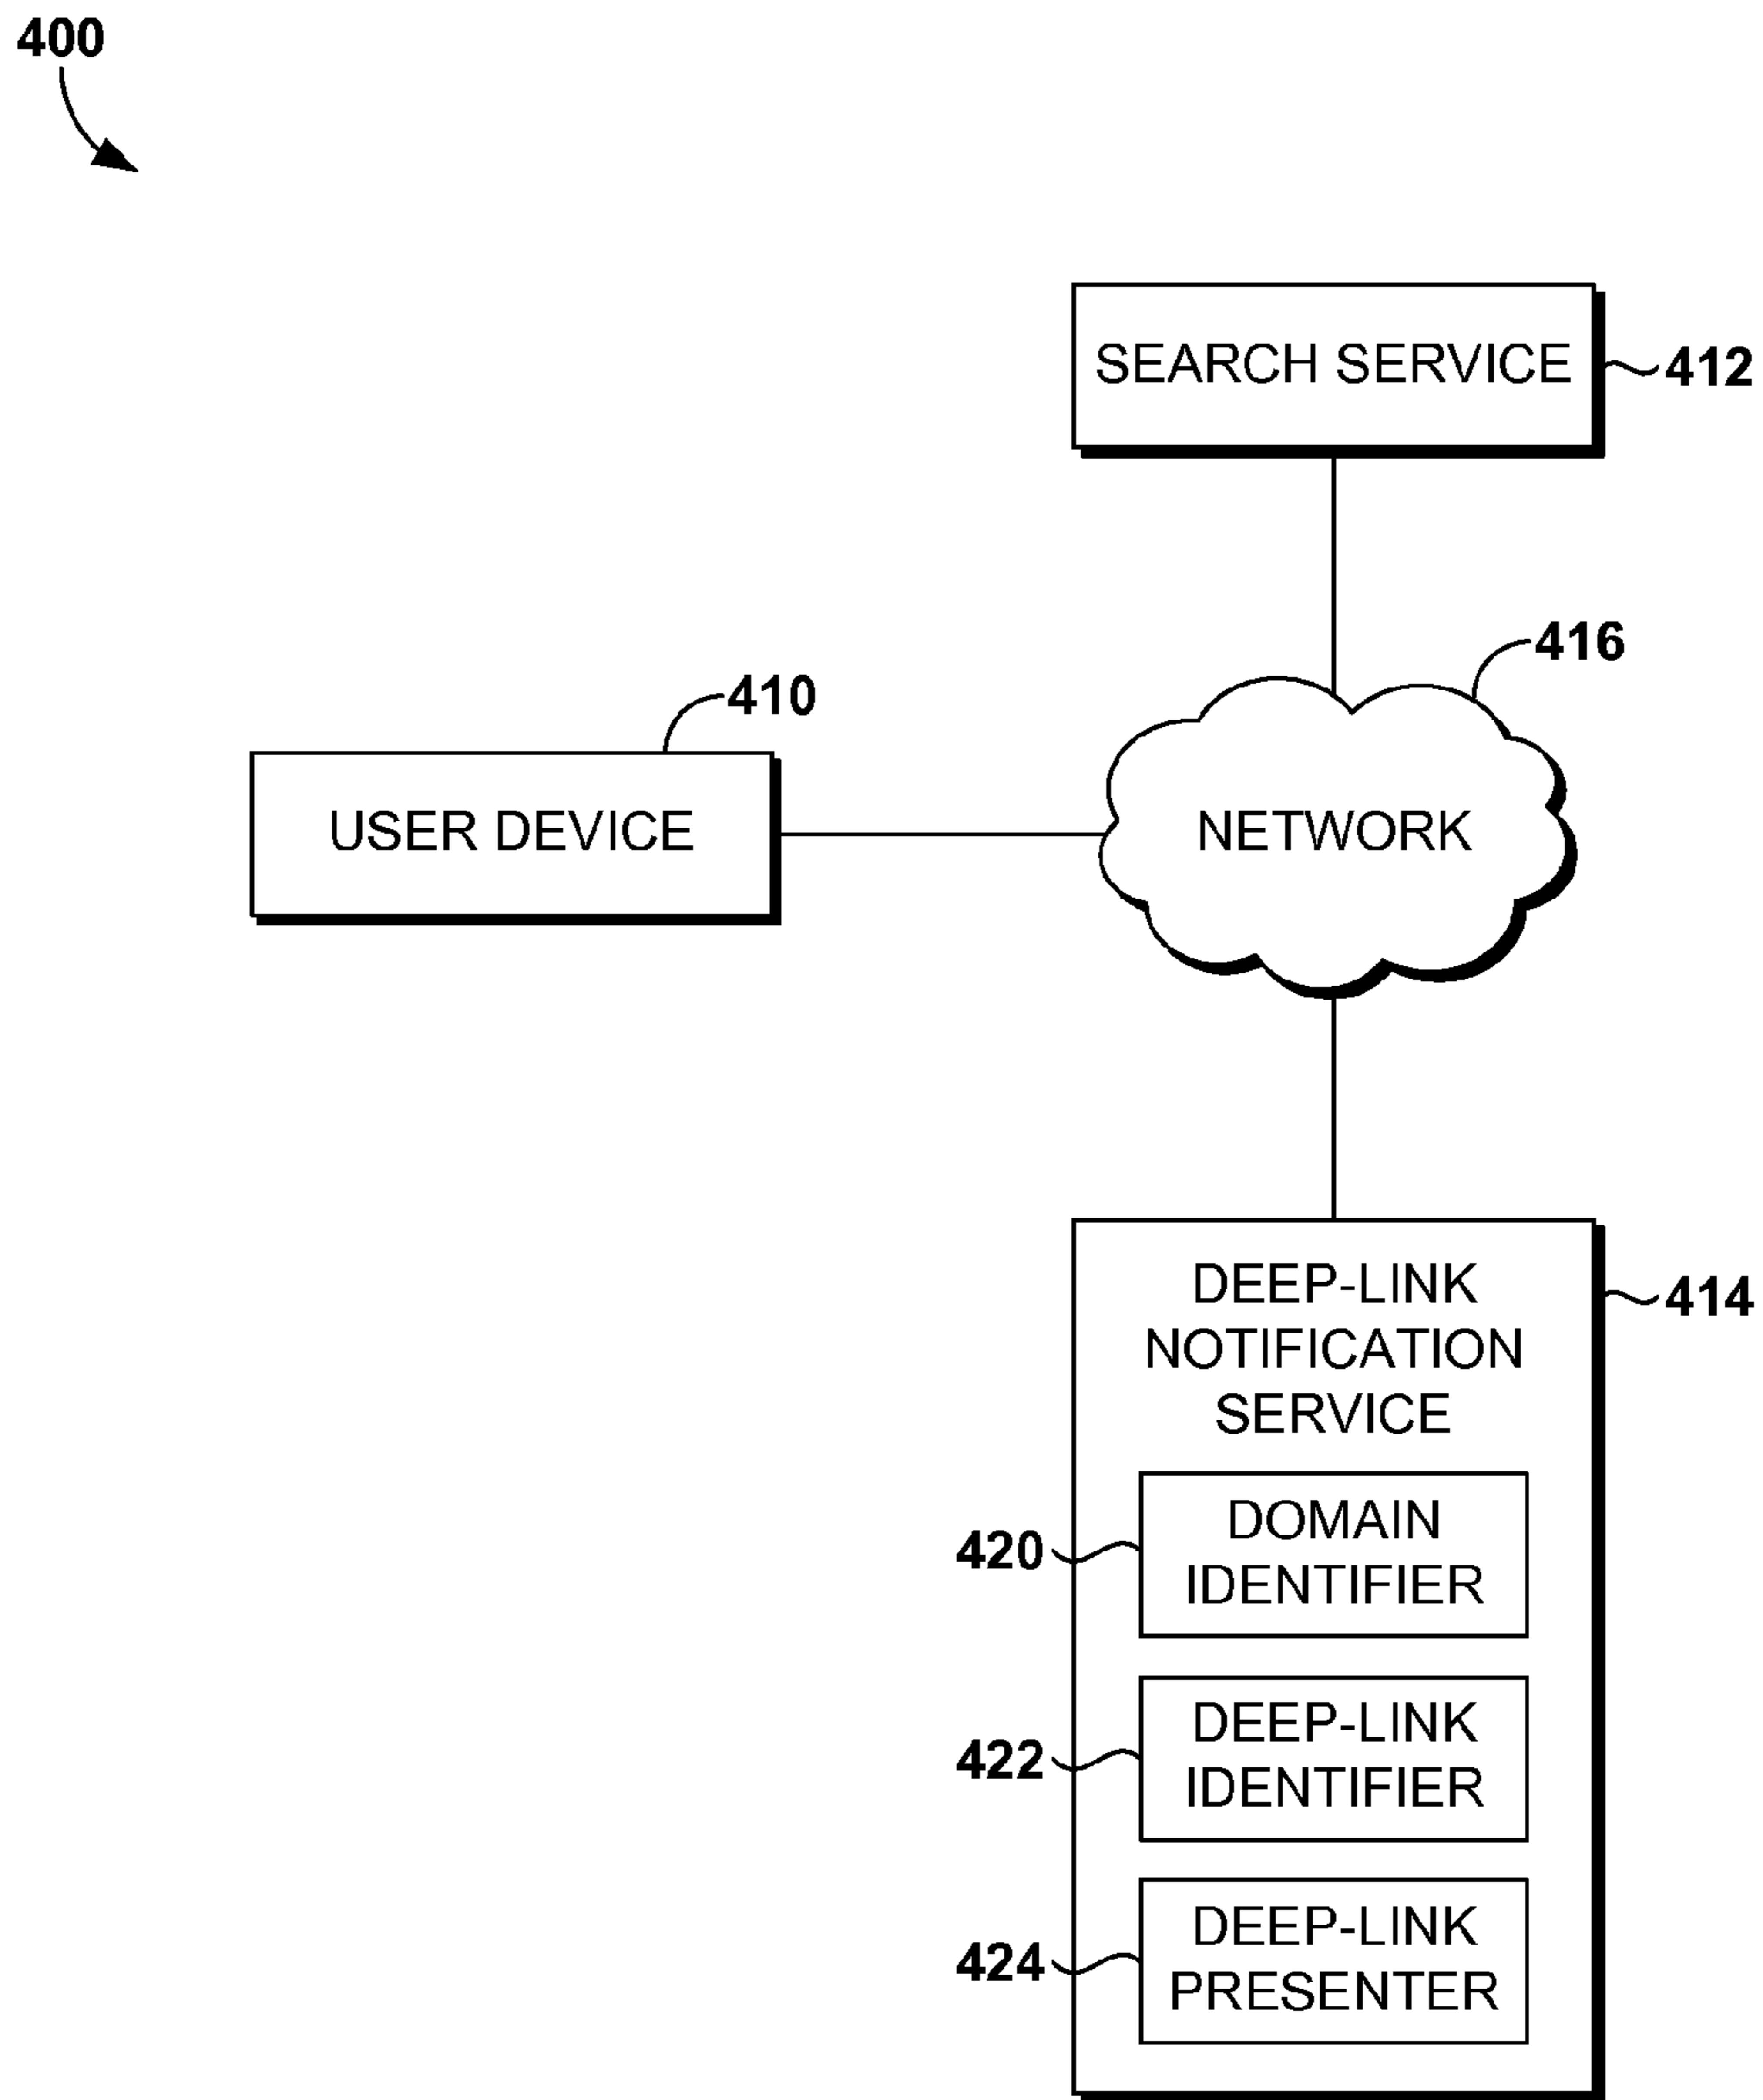 400
SEARCH SERVICE
412
416
410
USER DEVICE
NETWORK
DEEP-LINK
NOTIFICATION
SERVICE
414
420
DOMAIN
IDENTIFIER
422
DEEP-LINK
IDENTIFIER
424
DEEP-LINK
PRESENTER